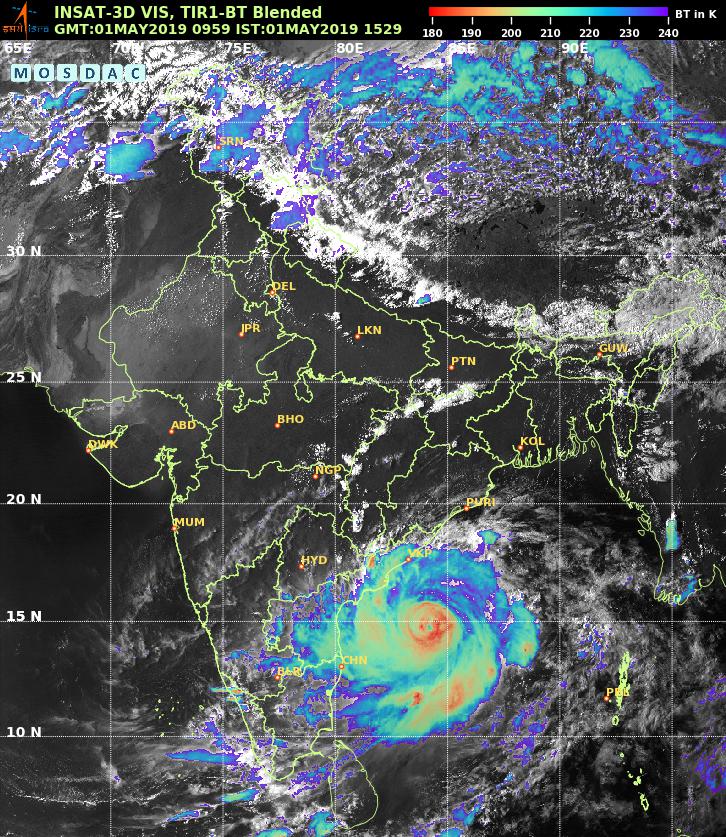 INSAT-3D VIS, TIR1-BT Blended
GMT:01MAY2019 0959 IST:01MAY2019 1529
BT in K
180 190 200 210 220 230 240
65E 70E 75E 80E 85E 90E
MOSDAC
SRN
30 N
DEL
JPR
LKN
GUW
PTN
25 N
ABD
BHO
DWK
KOL
NGP
20 N
PURI
MUM
VKP
HYD
15 N
CHN
BLR
PBL
10 N